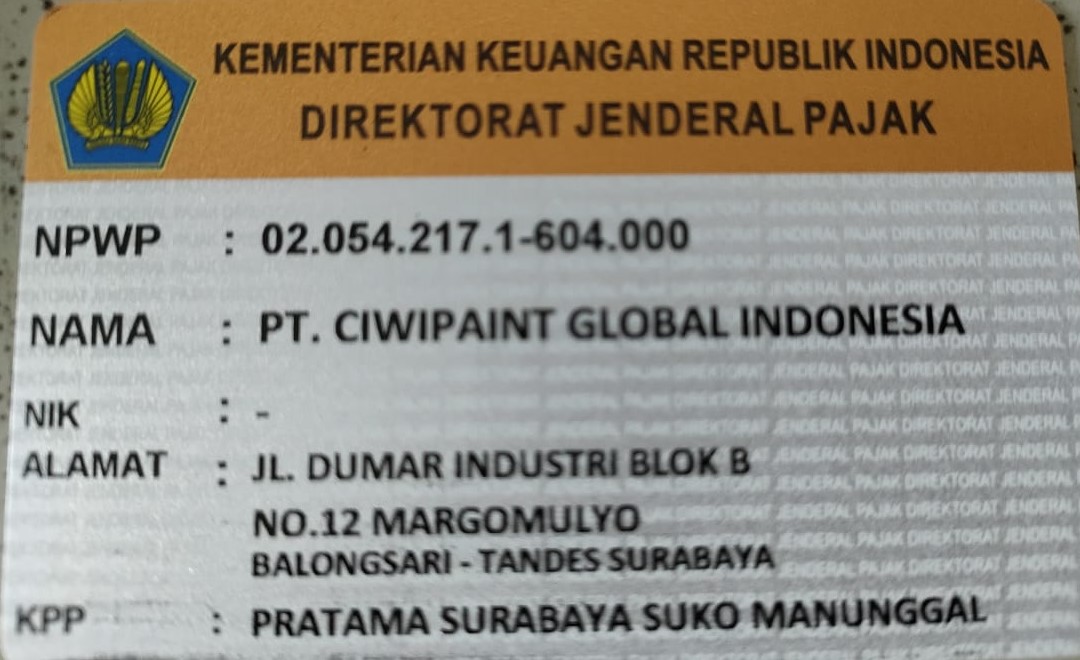 KEMENTERIAN KEUANGAN REPUBLIK INDONESIA
DIREKTORAT JENDERAL PAJAK
NPWP : 02.054.217.1-604.000
NAMA : PT. CIWIPAINT GLOBAL INDONESIA
NIK : -
ALAMAT : JL. DUMAR INDUSTRI BLOK B
NO.12 MARGOMULYO
BALONGSARI - TANDES SURABAYA
KPP : PRATAMA SURABAYA SUKO MANUNGGAL